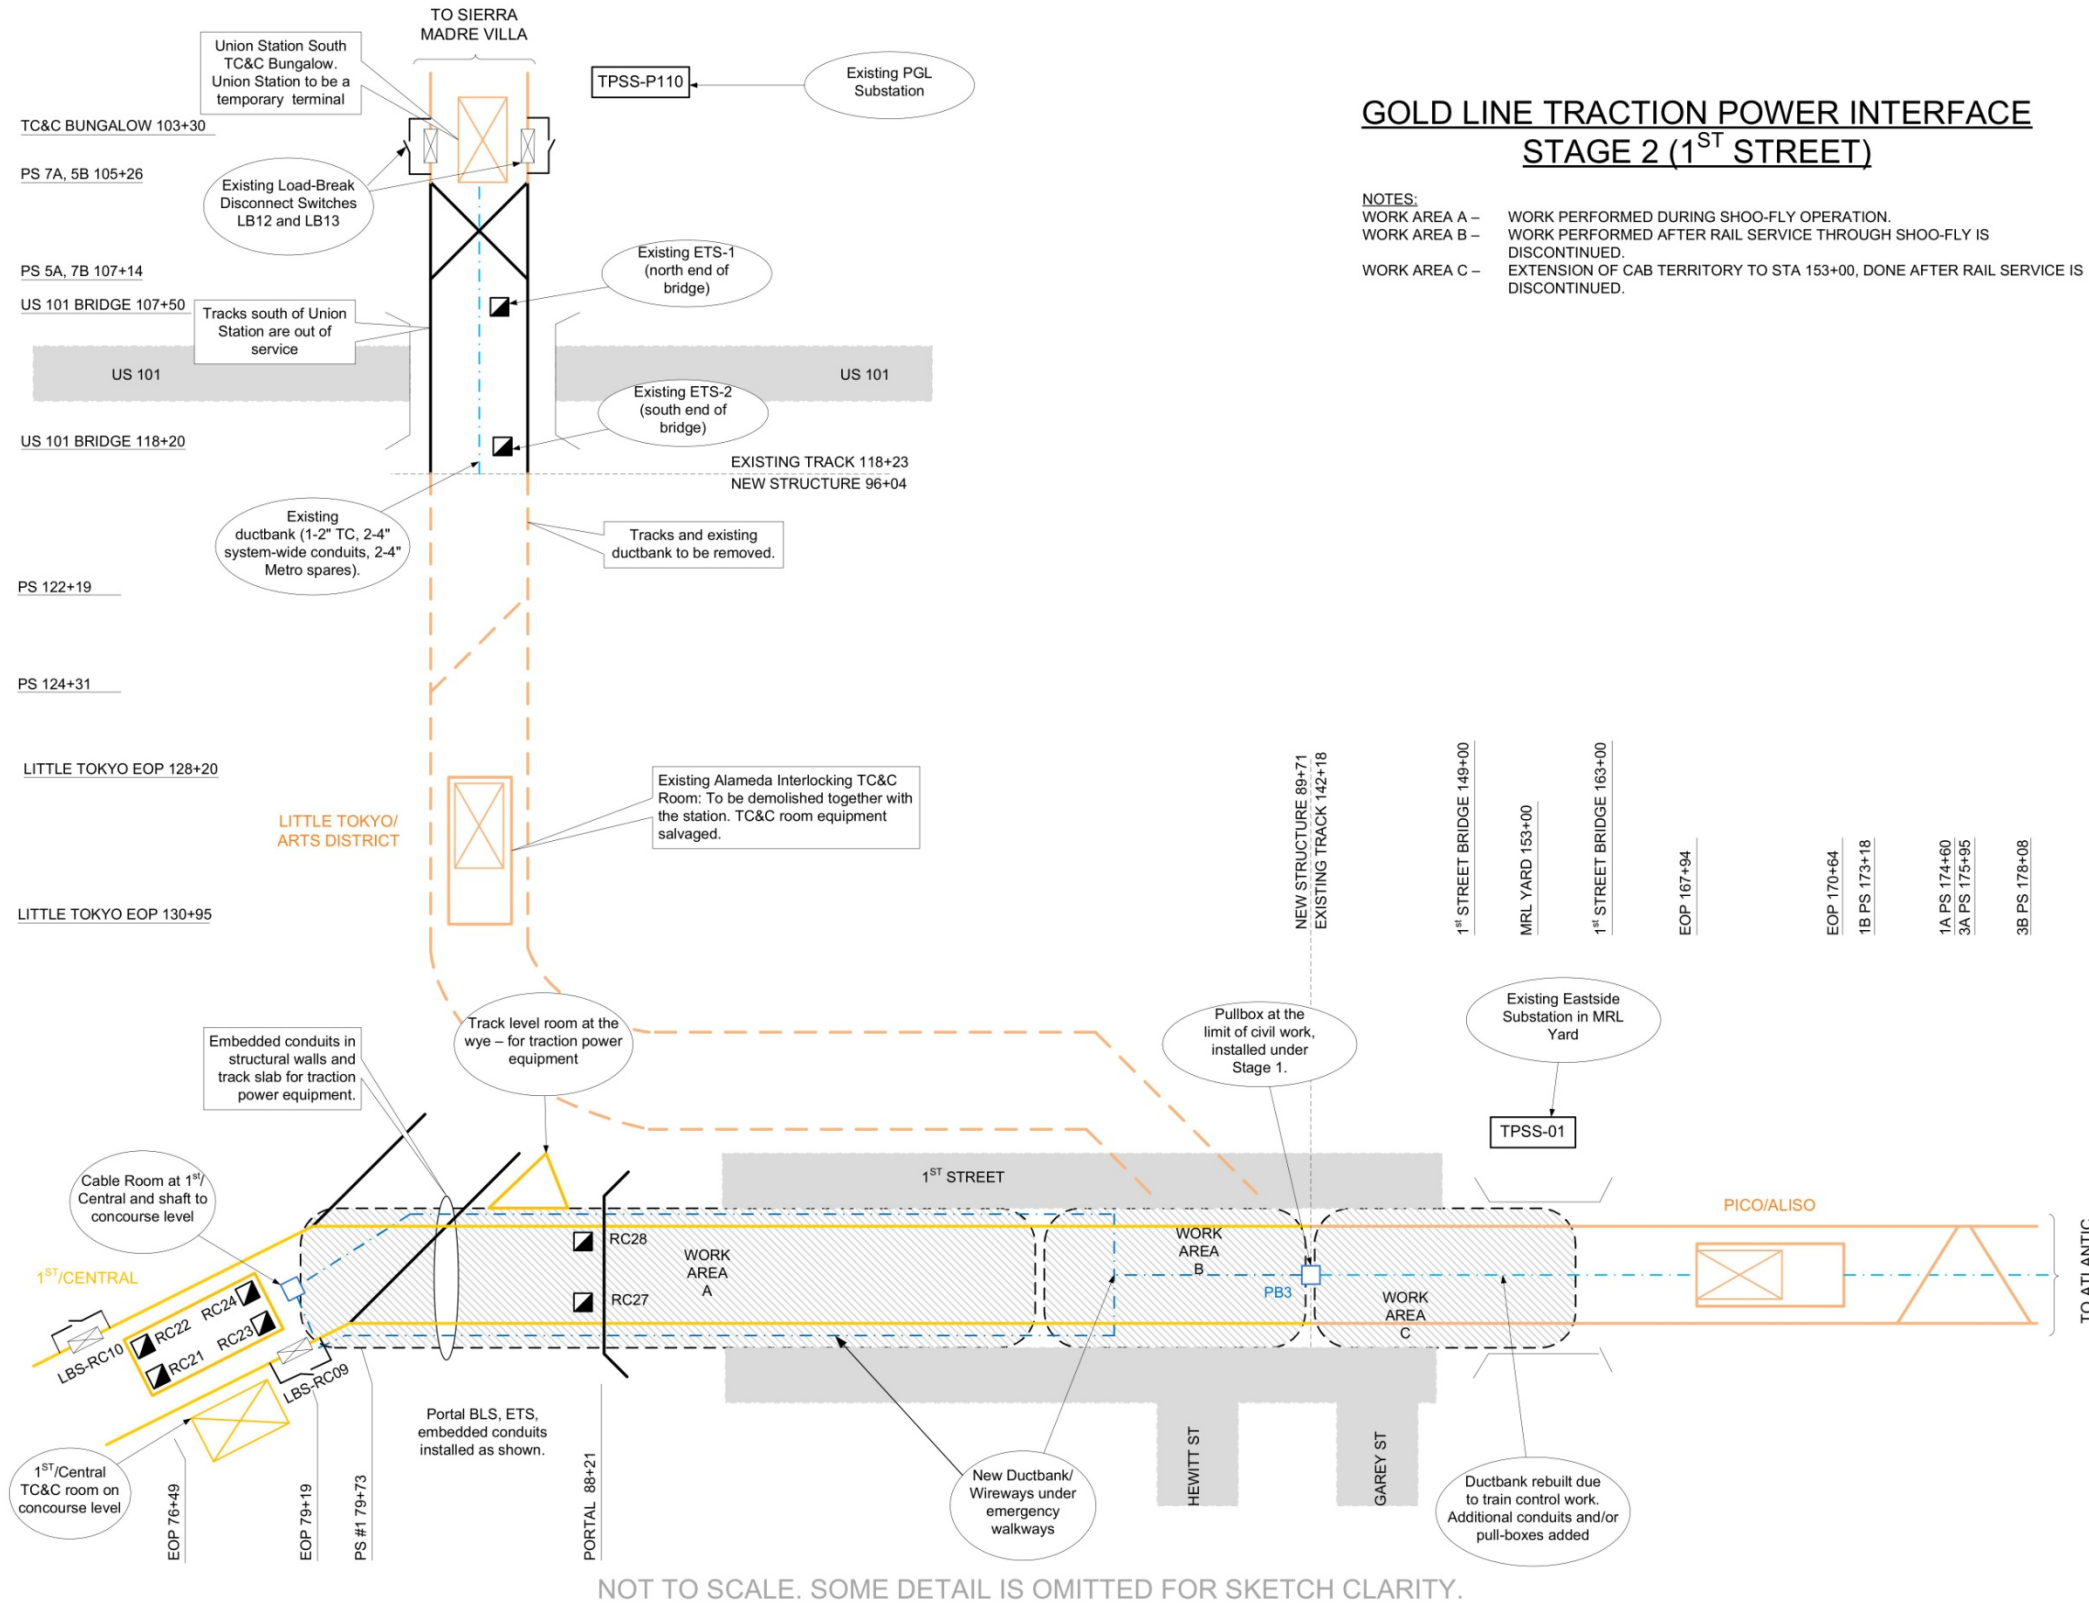 TO SIERRA
MADRE VILLA
Union Station South
TC&C Bungalow.
Union Station to be a
temporary terminal
TPSS-P110
Existing PGL
Substation
GOLD LINE TRACTION POWER INTERFACE
STAGE 2 (1ST STREET)
NOTES:
WORK AREA A – WORK PERFORMED DURING SHOO-FLY OPERATION.
WORK AREA B – WORK PERFORMED AFTER RAIL SERVICE THROUGH SHOO-FLY IS
DISCONTINUED.
WORK AREA C – EXTENSION OF CAB TERRITORY TO STA 153+00, DONE AFTER RAIL SERVICE IS
DISCONTINUED.
TC&C BUNGALOW 103+30
PS 7A, 5B 105+26
Existing Load-Break
Disconnect Switches
LB12 and LB13
PS 5A, 7B 107+14
US 101 BRIDGE 107+50
Existing ETS-1
(north end of
bridge)
Tracks south of Union
Station are out of
service
US 101
US 101
Existing ETS-2
(south end of
bridge)
US 101 BRIDGE 118+20
EXISTING TRACK 118+23
NEW STRUCTURE 96+04
Existing
ductbank (1-2" TC, 2-4"
system-wide conduits, 2-4"
Metro spares).
Tracks and existing
ductbank to be removed.
PS 122+19
PS 124+31
LITTLE TOKYO EOP 128+20
LITTLE TOKYO/
ARTS DISTRICT
Existing Alameda Interlocking TC&C
Room: To be demolished together with
the station. TC&C room equipment
salvaged.
LITTLE TOKYO EOP 130+95
NEW STRUCTURE 89+71
EXISTING TRACK 142+18
1st STREET BRIDGE 149+00
MRL YARD 153+00
1st STREET BRIDGE 163+00
EOP 167+94
EOP 170+64
1B PS 173+18
1A PS 174+60
3A PS 175+95
3B PS 178+08
Embedded conduits in
structural walls and
track slab for traction
power equipment.
Track level room at the
wye – for traction power
equipment
Pullbox at the
limit of civil work,
installed under
Stage 1.
Existing Eastside
Substation in MRL
Yard
TPSS-01
Cable Room at 1st/
Central and shaft to
concourse level
1ST STREET
PICO/ALISO
TO ATLANTIC
1ST/CENTRAL
RC28
RC27
WORK
AREA
A
WORK
AREA
B
PB3
WORK
AREA
C
RC24
RC22
RC23
RC21
LBS-RC10
LBS-RC09
1ST/Central
TC&C room on
concourse level
EOP 76+49
EOP 79+19
PS #1 79+73
Portal BLS, ETS,
embedded conduits
installed as shown.
PORTAL 88+21
New Ductbank/
Wireways under
emergency
walkways
HEWITT ST
GAREY ST
Ductbank rebuilt due
to train control work.
Additional conduits and/or
pull-boxes added
NOT TO SCALE. SOME DETAIL IS OMITTED FOR SKETCH CLARITY.